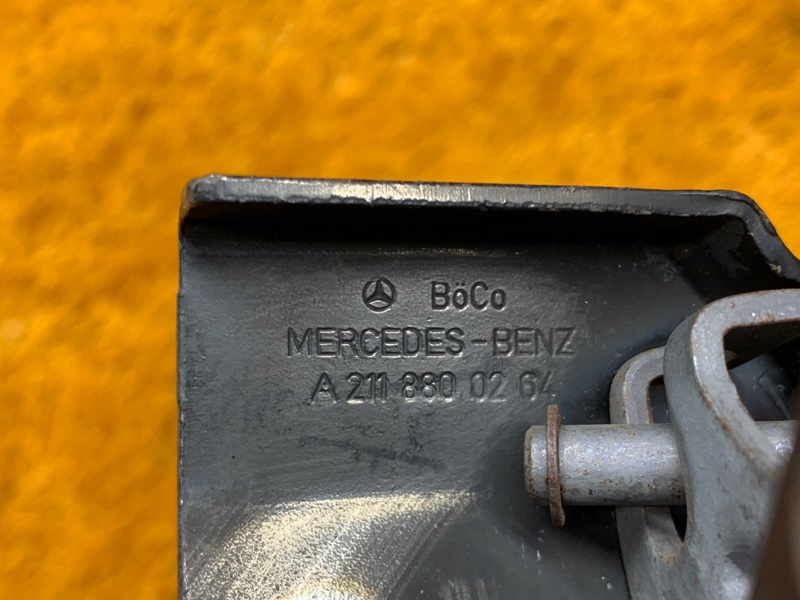 BöCo
MERCEDES-BENZ
A 211 880 02 64